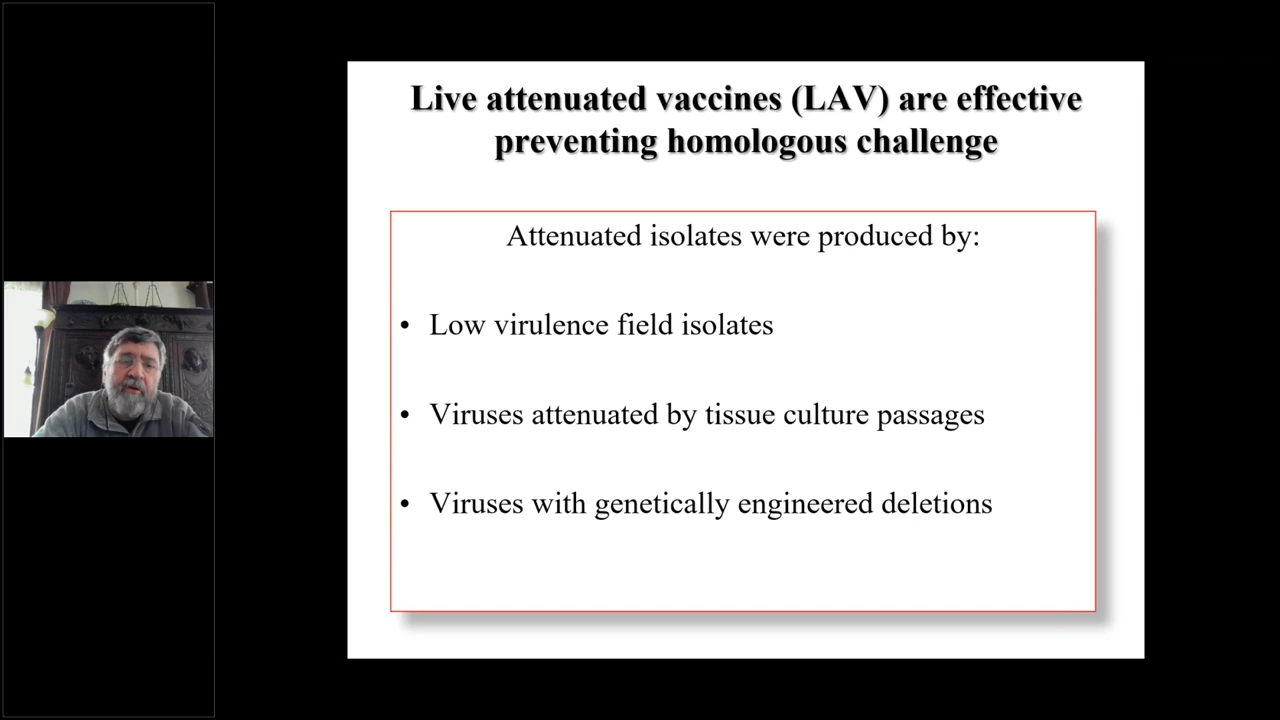 Live attenuated vaccines (LAV) are effective
preventing homologous challenge
Attenuated isolates were produced by:
• Low virulence field isolates
• Viruses attenuated by tissue culture passages
• Viruses with genetically engineered deletions